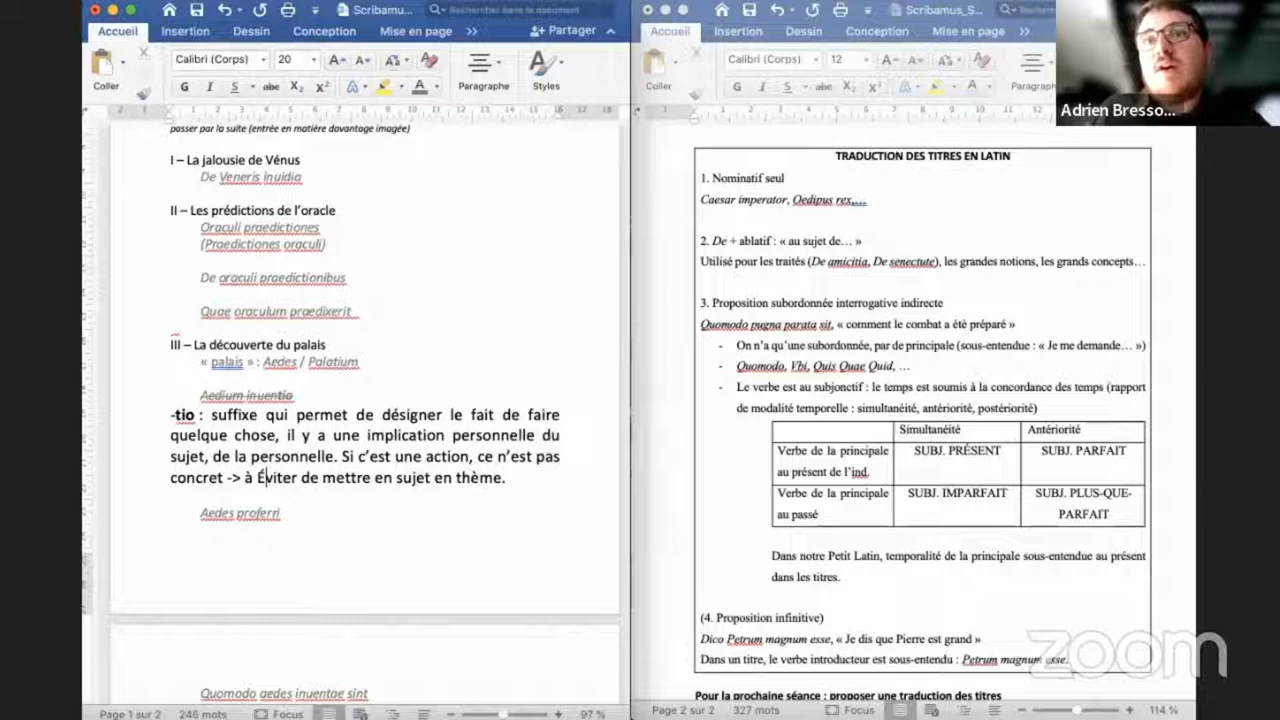 Scribamu...
Rechercher dans le document
Accueil
Insertion
Dessin
Conception
Mise en page
>>
Partager
Calibri (Corps)
20
Coller
G I S abc X₂ X²
Paragraphe
Styles
passer par la suite (entrée en matière davantage imagée)
I – La jalousie de Vénus
De Veneris inuidia
II – Les prédictions de l'oracle
Oraculi praedictiones
(Praedictiones oraculi)
De oraculi praedictionibus
Quae oraculum praedixerit
III – La découverte du palais
« palais » : Aedes / Palatium
Aedium inuentio
-tio : suffixe qui permet de désigner le fait de faire
quelque chose, il y a une implication personnelle du
sujet, de la personnelle. Si c'est une action, ce n'est pas
concret -> à Éviter de mettre en sujet en thème.
Aedes proferri
Quomodo aedes inuentae sint
Page 1 sur 2
246 mots
Focus
97 %
Scribamus_S...
Accueil
Insertion
Dessin
Conception
Mise en page
>>
Calibri (Corps)
12
Coller
G I S abc X₂ X²
Paragraphe
Adrien Bresso...
TRADUCTION DES TITRES EN LATIN
1. Nominatif seul
Caesar imperator, Oedipus rex,...
2. De + ablatif : « au sujet de... »
Utilisé pour les traités (De amicitia, De senectute), les grandes notions, les grands concepts...
3. Proposition subordonnée interrogative indirecte
Quomodo pugna parata sit, « comment le combat a été préparé »
- On n'a qu'une subordonnée, par de principale (sous-entendue : « Je me demande... »)
- Quomodo, Vbi, Quis Quae Quid, ...
- Le verbe est au subjonctif : le temps est soumis à la concordance des temps (rapport
de modalité temporelle : simultanéité, antériorité, postériorité)
Simultanéité
Antériorité
Verbe de la principale
au présent de l'ind.
SUBJ. PRÉSENT
SUBJ. PARFAIT
Verbe de la principale
au passé
SUBJ. IMPARFAIT
SUBJ. PLUS-QUE-
PARFAIT
Dans notre Petit Latin, temporalité de la principale sous-entendue au présent
dans les titres.
(4. Proposition infinitive)
Dico Petrum magnum esse, « Je dis que Pierre est grand »
Dans un titre, le verbe introducteur est sous-entendu : Petrum magnum esse.
Pour la prochaine séance : proposer une traduction des titres
Page 2 sur 2
327 mots
Focus
114 %
zoom